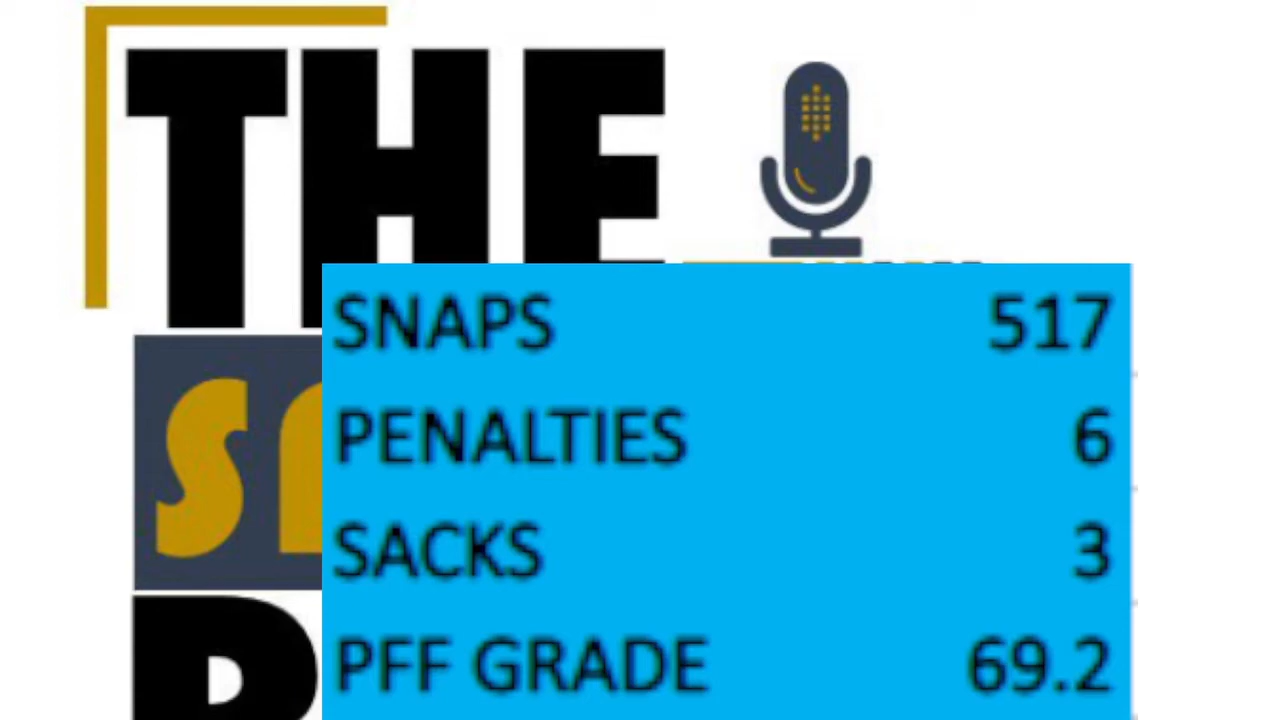 THE
SNAPS 517
PENALTIES 6
SACKS 3
PFF GRADE 69.2